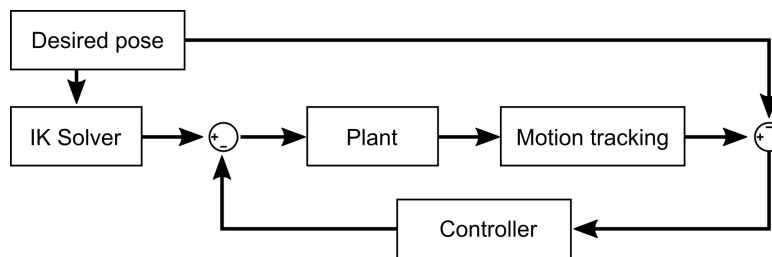 Desired pose
IK Solver
+
−
Plant
Motion tracking
+
−
Controller